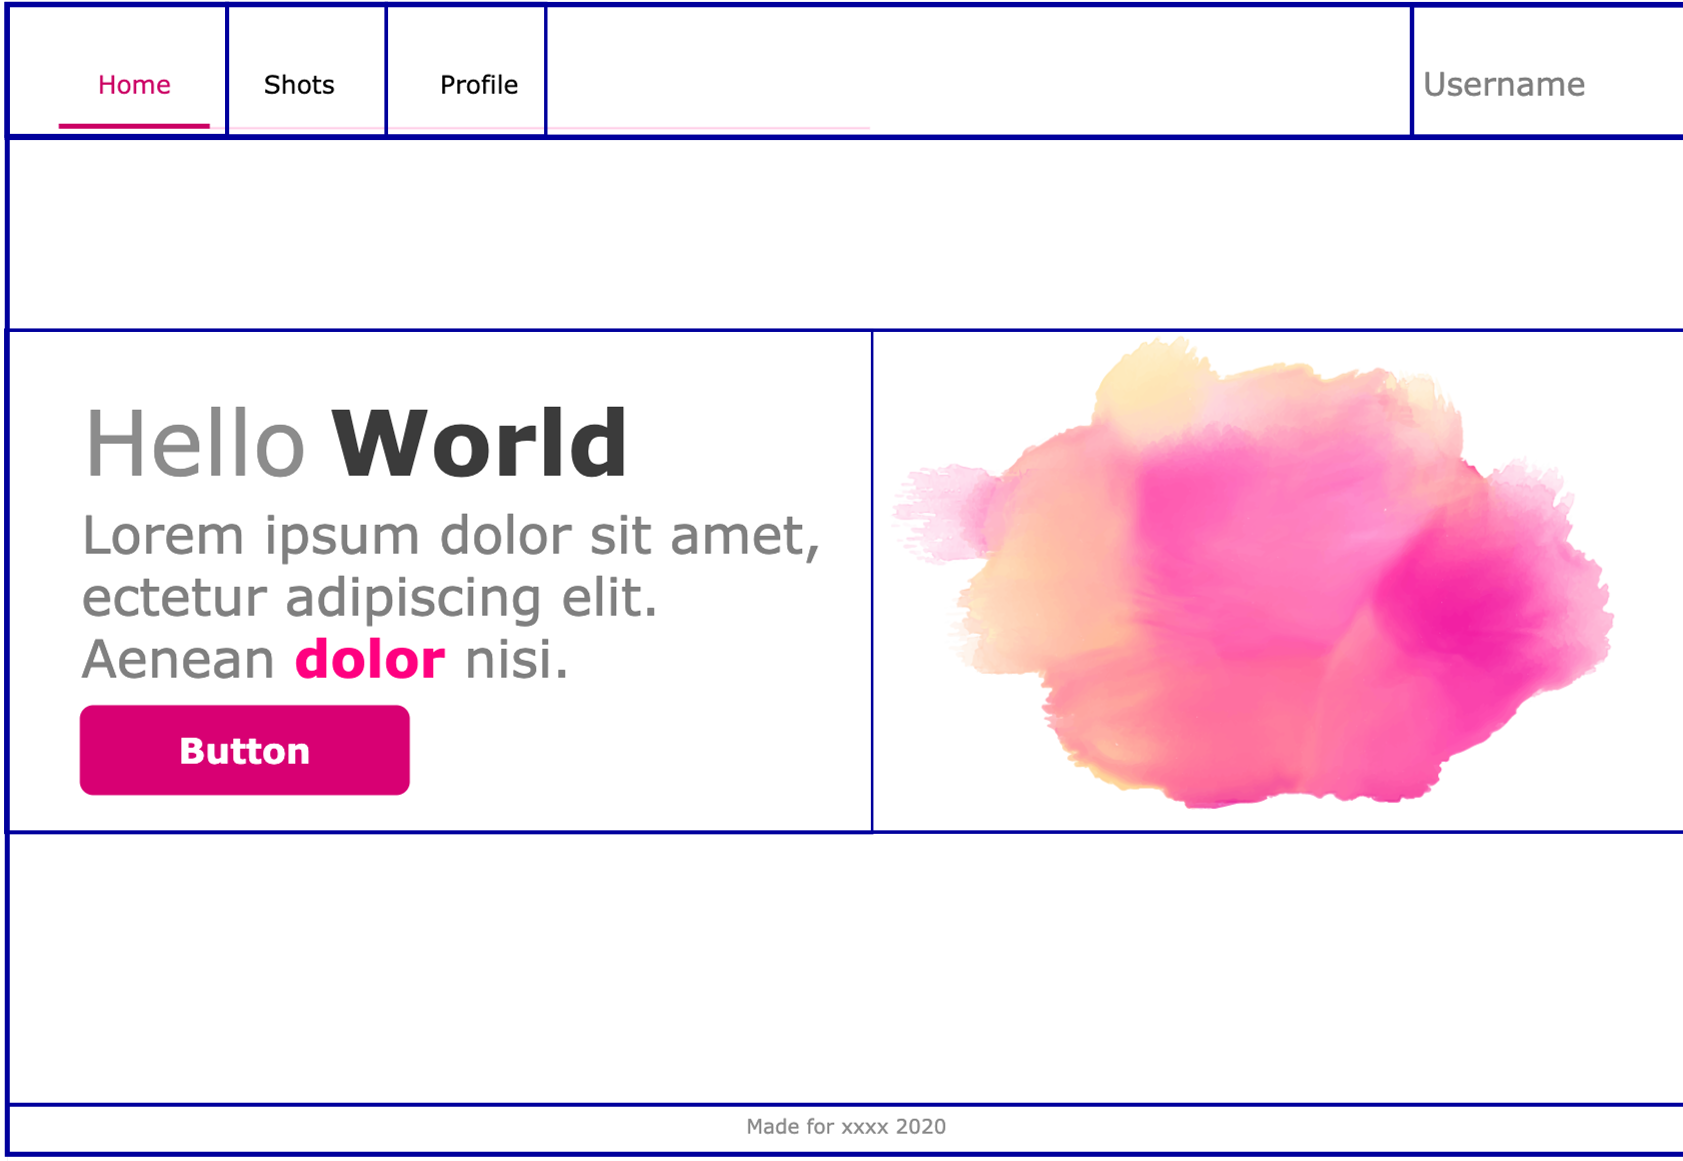 Home
Shots
Profile
Username
Hello World
Lorem ipsum dolor sit amet,
ectetur adipiscing elit.
Aenean dolor nisi.
Button
Made for xxxx 2020